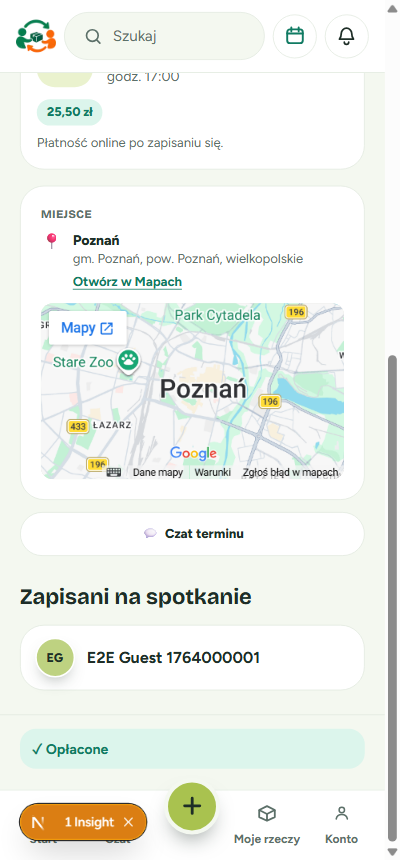 Szukaj
godz. 17:00
25,50 zł
Płatność online po zapisaniu się.
MIEJSCE
Poznań
gm. Poznań, pow. Poznań, wielkopolskie
Otwórz w Mapach
Park Cytadela
196
Mapy
Stare Zoo
Poznań
196
433
ŁAZARZ
196
Google
Dane mapy
Warunki
Zgłoś błąd w mapach
Czat terminu
Zapisani na spotkanie
EG
E2E Guest 1764000001
✓ Opłacone
N
1 Insight
+
Moje rzeczy
Konto